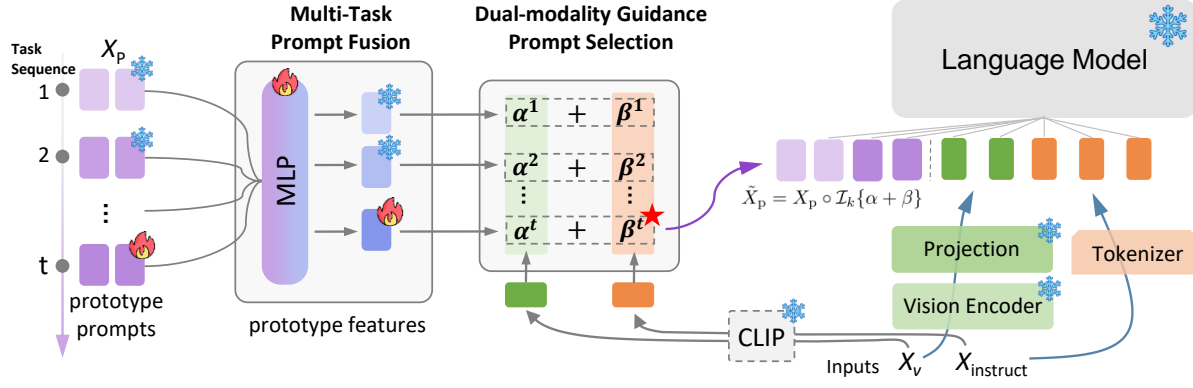 Task
Sequence
X_P
1
2
...
t
prototype
prompts
Multi-Task
Prompt Fusion
MLP
prototype features
Dual-modality Guidance
Prompt Selection
α¹ + β¹
α² + β²
⋮ ⋮
αᵗ + βᵗ
Language Model
X̃_p = X_p ∘ I_k{α + β}
Projection
Vision Encoder
Tokenizer
CLIP
Inputs X_v X_instruct